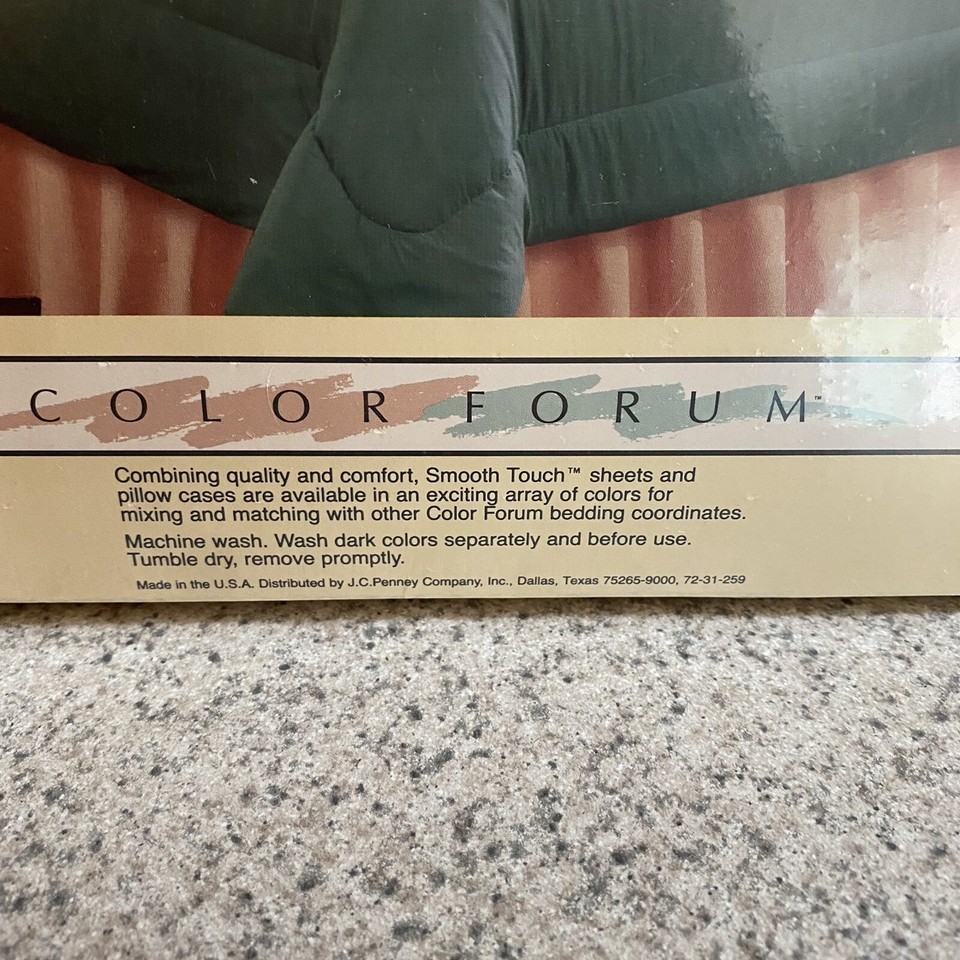 COLOR FORUM™
Combining quality and comfort, Smooth Touch™ sheets and
pillow cases are available in an exciting array of colors for
mixing and matching with other Color Forum bedding coordinates.
Machine wash. Wash dark colors separately and before use.
Tumble dry, remove promptly.
Made in the U.S.A. Distributed by J.C.Penney Company, Inc., Dallas, Texas 75265-9000, 72-31-259